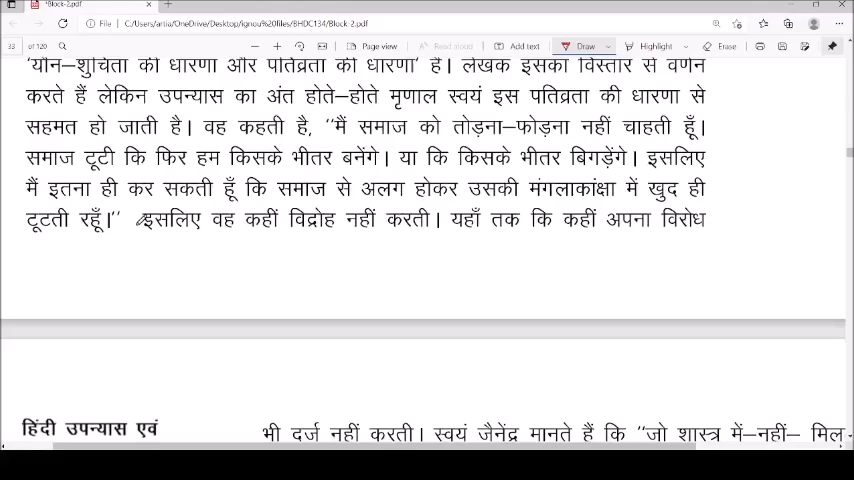 *Block-2.pdf
File C:/Users/artia/OneDrive/Desktop/ignou%20files/BHDC134/Block-2.pdf
33 of 120 Page view Read aloud Add text Draw Highlight Erase
'यौन–शुचिता की धारणा और पतिव्रता की धारणा' है। लेखक इसका विस्तार से वर्णन
करते हैं लेकिन उपन्यास का अंत होते–होते मृणाल स्वयं इस पतिव्रता की धारणा से
सहमत हो जाती है। वह कहती है, "मैं समाज को तोड़ना–फोड़ना नहीं चाहती हूँ।
समाज टूटी कि फिर हम किसके भीतर बनेंगे। या कि किसके भीतर बिगड़ेंगे। इसलिए
मैं इतना ही कर सकती हूँ कि समाज से अलग होकर उसकी मंगलाकांक्षा में खुद ही
टूटती रहूँ।" इसलिए वह कहीं विद्रोह नहीं करती। यहाँ तक कि कहीं अपना विरोध
हिंदी उपन्यास एवं
भी दर्ज नहीं करती। स्वयं जैनेंद्र मानते हैं कि "जो शास्त्र में–नहीं– मिल